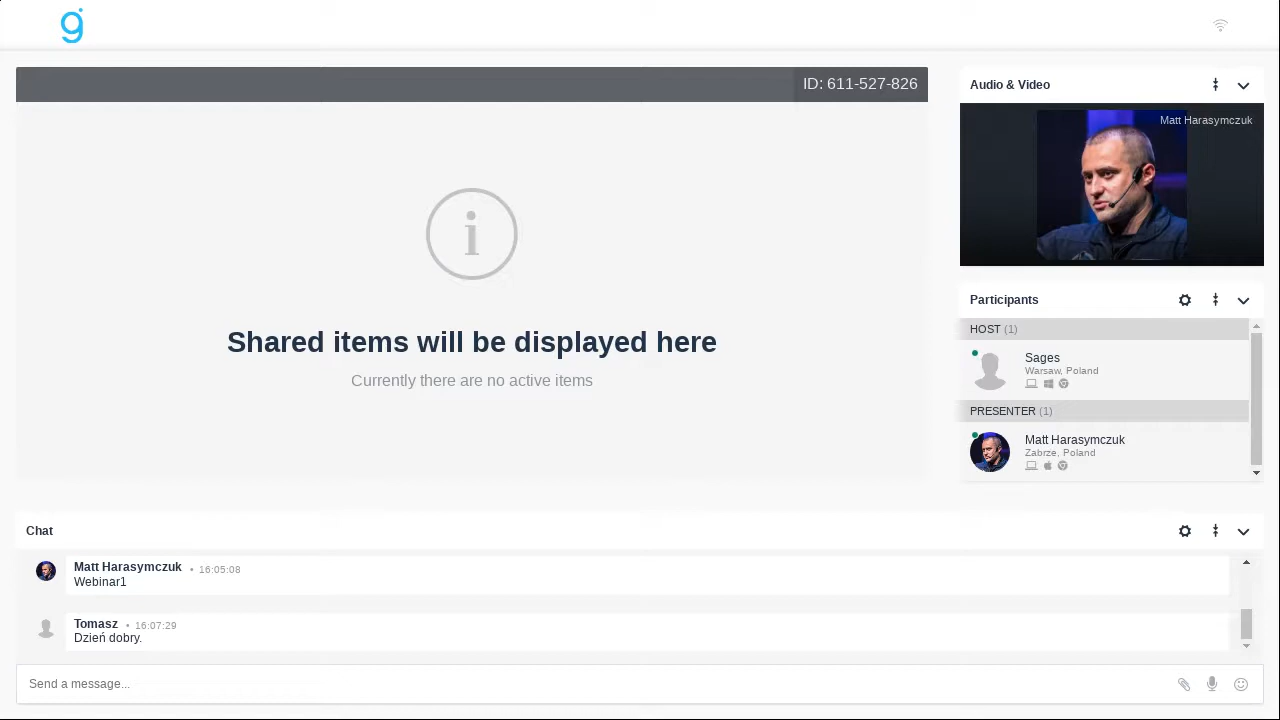 g
ID: 611-527-826
i
Shared items will be displayed here
Currently there are no active items
Audio & Video
Matt Harasymczuk
Participants
HOST (1)
Sages
Warsaw, Poland
PRESENTER (1)
Matt Harasymczuk
Zabrze, Poland
Chat
Matt Harasymczuk • 16:05:08
Webinar1
Tomasz • 16:07:29
Dzień dobry.
Send a message...